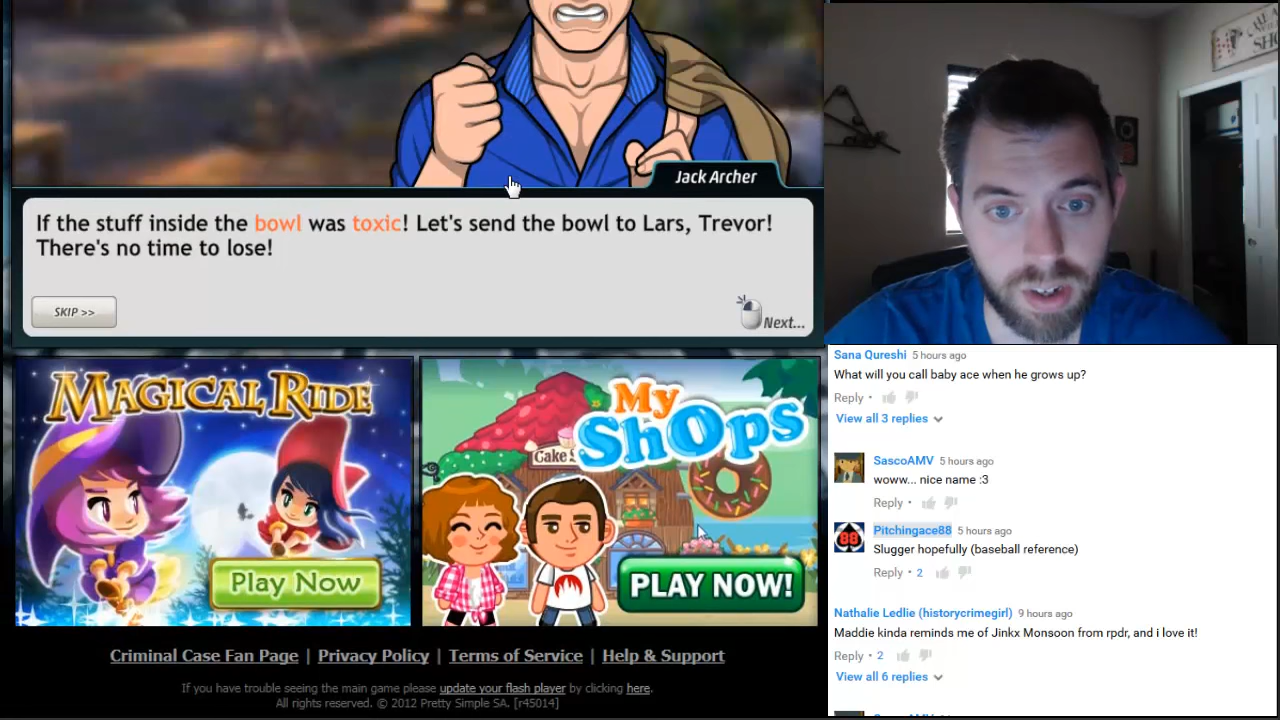 Jack Archer
If the stuff inside the bowl was toxic! Let's send the bowl to Lars, Trevor!
There's no time to lose!
SKIP >>
Next...
MAGICAL RIDE
Play Now
My
Shops
Cake
PLAY NOW!
Criminal Case Fan Page | Privacy Policy | Terms of Service | Help & Support
If you have trouble seeing the main game please update your flash player by clicking here.
All rights reserved. © 2012 Pretty Simple SA. [r45014]
Sana Qureshi 5 hours ago
What will you call baby ace when he grows up?
Reply •
View all 3 replies
SascoAMV 5 hours ago
woww... nice name :3
Reply •
88
Pitchingace88 5 hours ago
Slugger hopefully (baseball reference)
Reply • 2
Nathalie Ledlie (historycrimegirl) 9 hours ago
Maddie kinda reminds me of Jinkx Monsoon from rpdr, and i love it!
Reply • 2
View all 6 replies